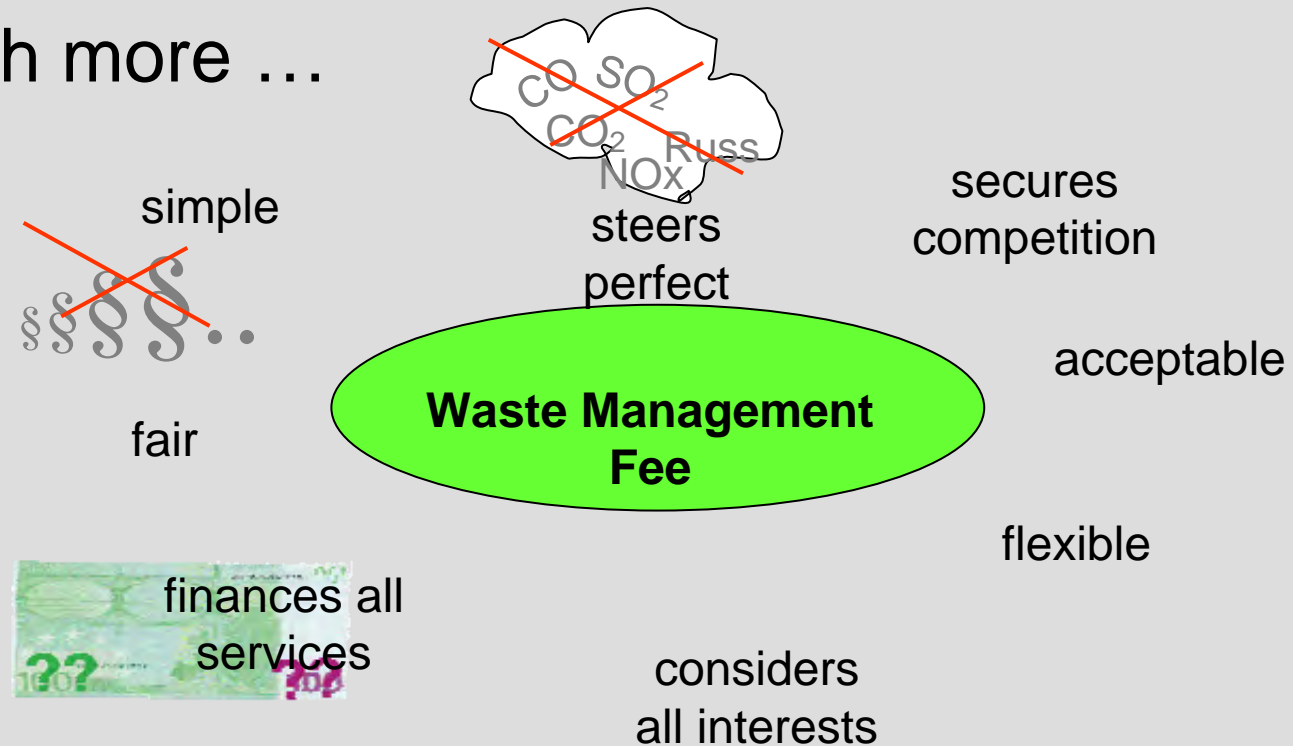 h more …
CO SO2
CO2 Russ
NOx
simple
steers
perfect
secures
competition
§§§§..
acceptable
Waste Management
Fee
fair
flexible
finances all
services
??
??
100
considers
all interests